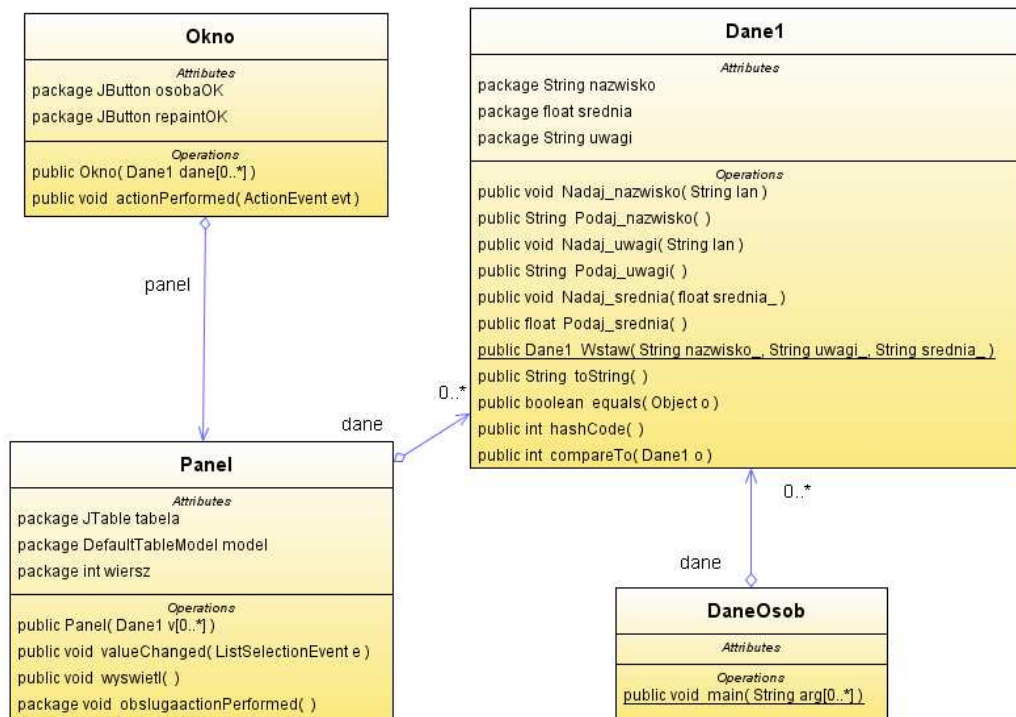 Okno
Attributes
package JButton osobaOK
package JButton repaintOK
Operations
public Okno( Dane1 dane[0..*] )
public void actionPerformed( ActionEvent evt )
Dane1
Attributes
package String nazwisko
package float srednia
package String uwagi
Operations
public void Nadaj_nazwisko( String lan )
public String Podaj_nazwisko( )
public void Nadaj_uwagi( String lan )
public String Podaj_uwagi( )
public void Nadaj_srednia( float srednia_ )
public float Podaj_srednia( )
public Dane1 Wstaw( String nazwisko_, String uwagi_, String srednia_ )
public String toString( )
public boolean equals( Object o )
public int hashCode( )
public int compareTo( Dane1 o )
panel
0..*
dane
Panel
Attributes
package JTable tabela
package DefaultTableModel model
package int wiersz
Operations
public Panel( Dane1 v[0..*] )
public void valueChanged( ListSelectionEvent e )
public void wyswietl( )
package void obslugaactionPerformed( )
0..*
dane
DaneOsob
Attributes
Operations
public void main( String arg[0..*] )